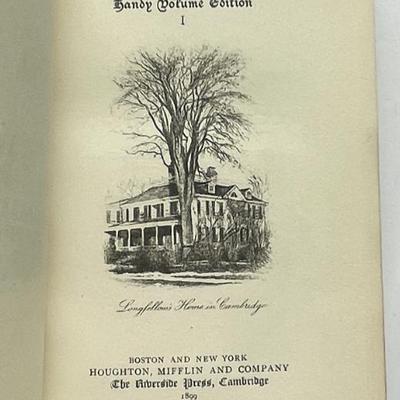 Handy Volume Edition
I
Longfellow's Home in Cambridge
BOSTON AND NEW YORK
HOUGHTON, MIFFLIN AND COMPANY
The Riverside Press, Cambridge
1899